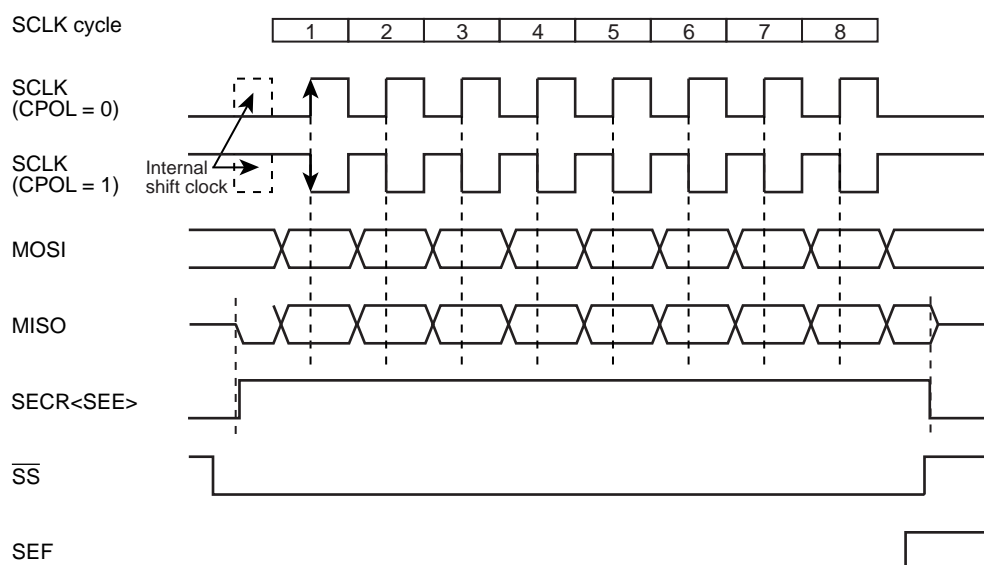 SCLK cycle
1 2 3 4 5 6 7 8
SCLK
(CPOL = 0)
SCLK
(CPOL = 1)
Internal
shift clock
MOSI
MISO
SECR<SEE>
SS
SEF